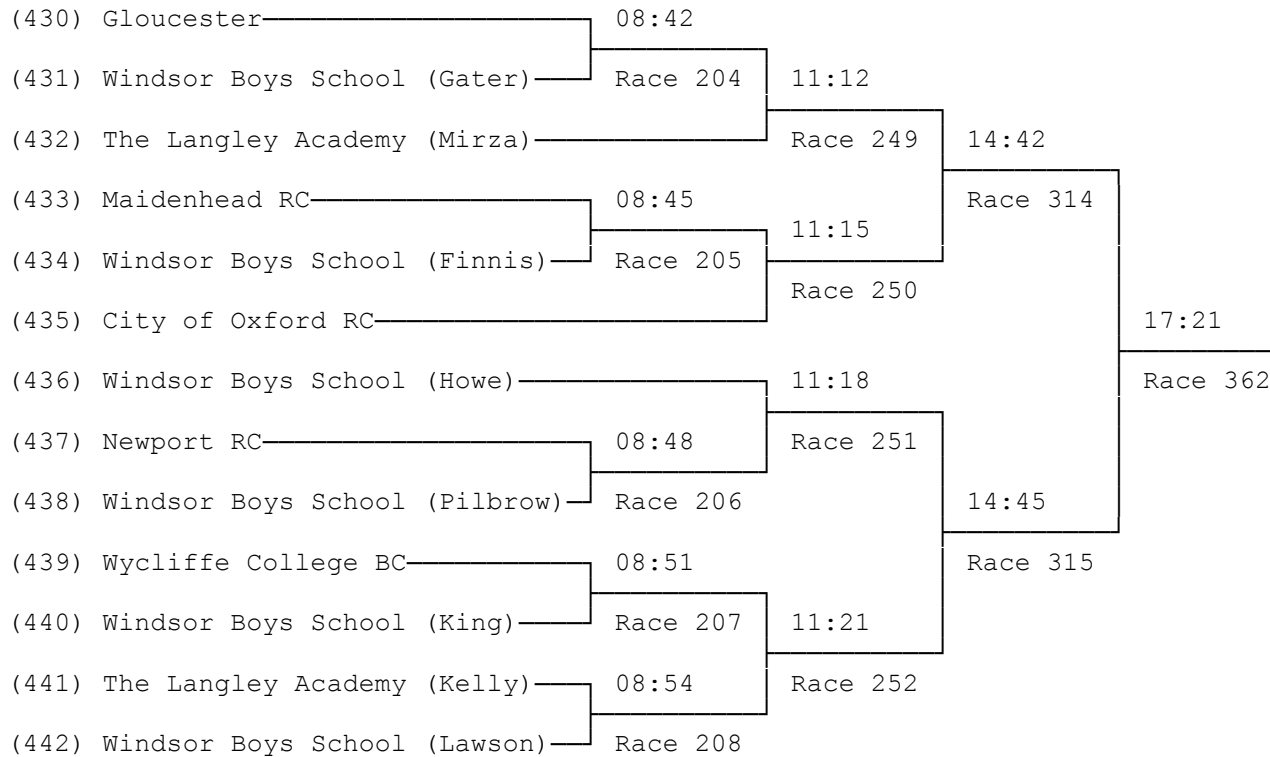 (430) Gloucester 08:42
(431) Windsor Boys School (Gater) Race 204 11:12
(432) The Langley Academy (Mirza) Race 249 14:42
(433) Maidenhead RC 08:45 Race 314
11:15
(434) Windsor Boys School (Finnis) Race 205
Race 250
(435) City of Oxford RC 17:21
(436) Windsor Boys School (Howe) 11:18 Race 362
(437) Newport RC 08:48 Race 251
(438) Windsor Boys School (Pilbrow) Race 206 14:45
(439) Wycliffe College BC 08:51 Race 315
(440) Windsor Boys School (King) Race 207 11:21
(441) The Langley Academy (Kelly) 08:54 Race 252
(442) Windsor Boys School (Lawson) Race 208